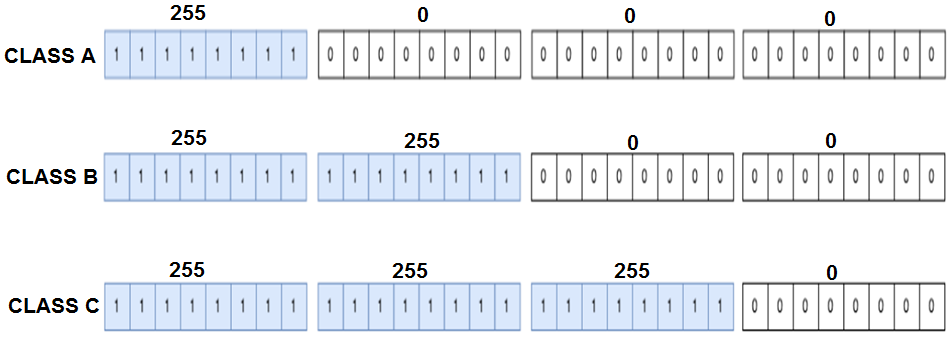 255 0 0 0
CLASS A 1 1 1 1 1 1 1 1 0 0 0 0 0 0 0 0 0 0 0 0 0 0 0 0 0 0 0 0 0 0 0 0
255 255 0 0
CLASS B 1 1 1 1 1 1 1 1 1 1 1 1 1 1 1 1 0 0 0 0 0 0 0 0 0 0 0 0 0 0 0 0
255 255 255 0
CLASS C 1 1 1 1 1 1 1 1 1 1 1 1 1 1 1 1 1 1 1 1 1 1 1 1 0 0 0 0 0 0 0 0